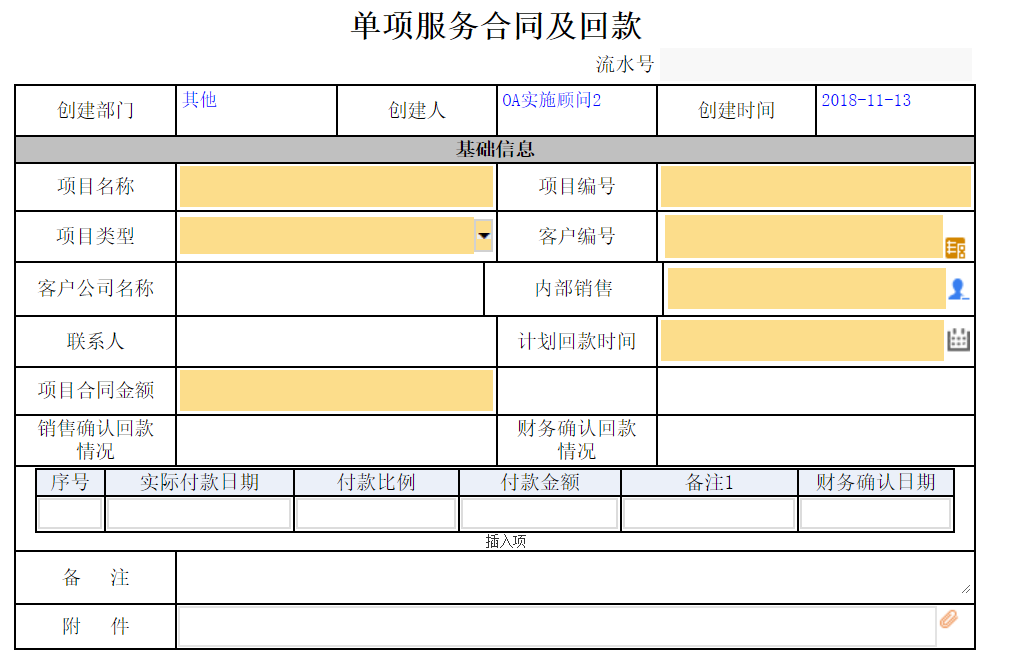 单项服务合同及回款
流水号
创建部门 其他 创建人 OA实施顾问2 创建时间 2018-11-13
基础信息
项目名称 项目编号
项目类型 客户编号
客户公司名称 内部销售
联系人 计划回款时间
项目合同金额
销售确认回款 财务确认回款
情况 情况
序号 实际付款日期 付款比例 付款金额 备注1 财务确认日期
插入项
备 注
附 件